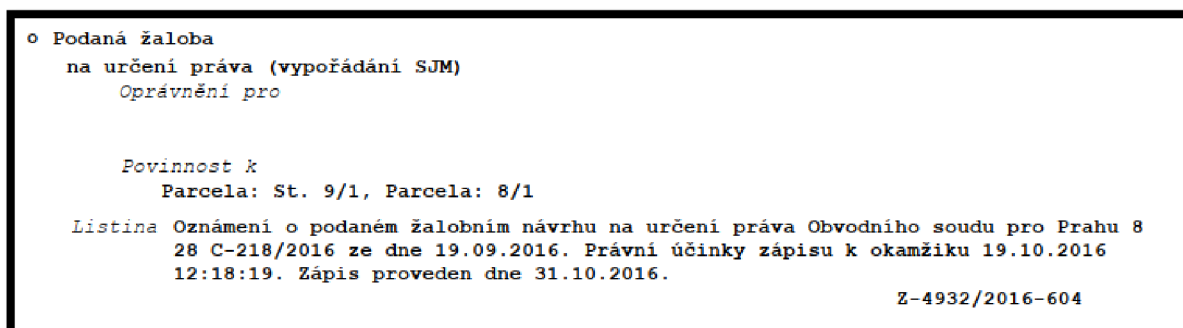 o Podaná žaloba
na určení práva (vypořádání SJM)
Oprávnění pro
Povinnost k
Parcela: St. 9/1, Parcela: 8/1
Listina Oznámení o podaném žalobním návrhu na určení práva Obvodního soudu pro Prahu 8
28 C-218/2016 ze dne 19.09.2016. Právní účinky zápisu k okamžiku 19.10.2016
12:18:19. Zápis proveden dne 31.10.2016.
Z-4932/2016-604